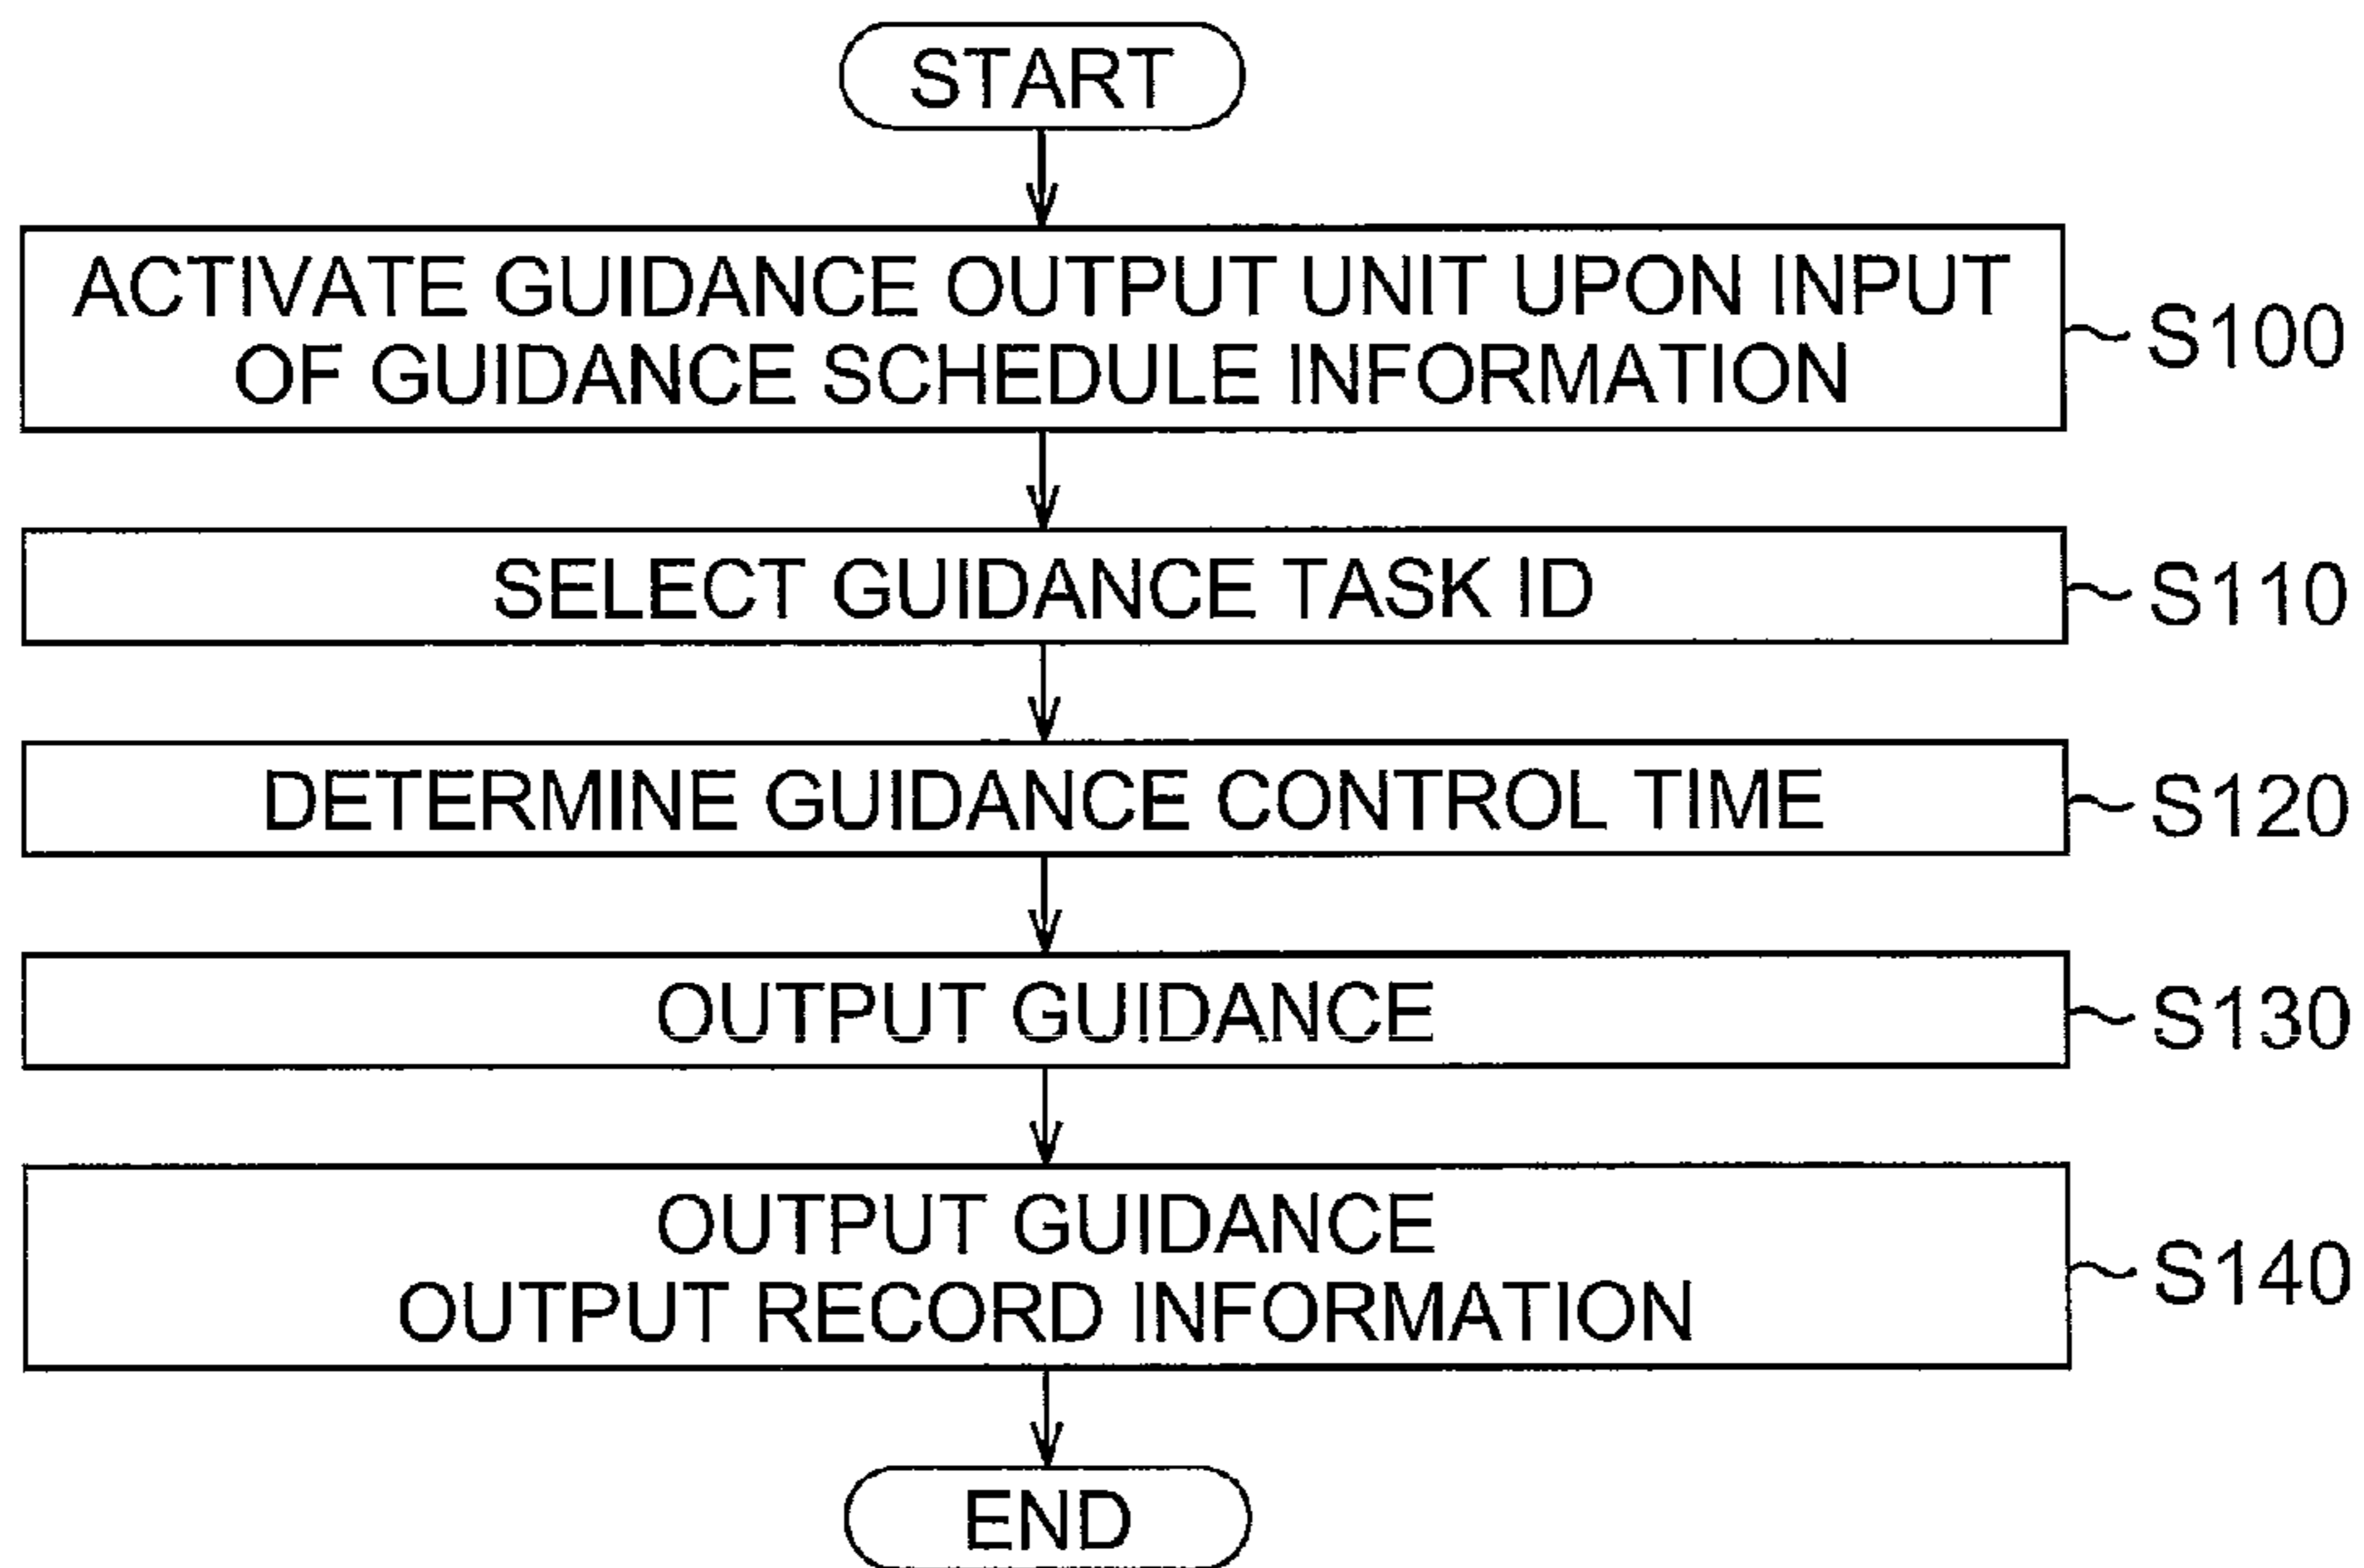 START
ACTIVATE GUIDANCE OUTPUT UNIT UPON INPUT
OF GUIDANCE SCHEDULE INFORMATION
S100
SELECT GUIDANCE TASK ID
S110
DETERMINE GUIDANCE CONTROL TIME
S120
OUTPUT GUIDANCE
S130
OUTPUT GUIDANCE
OUTPUT RECORD INFORMATION
S140
END